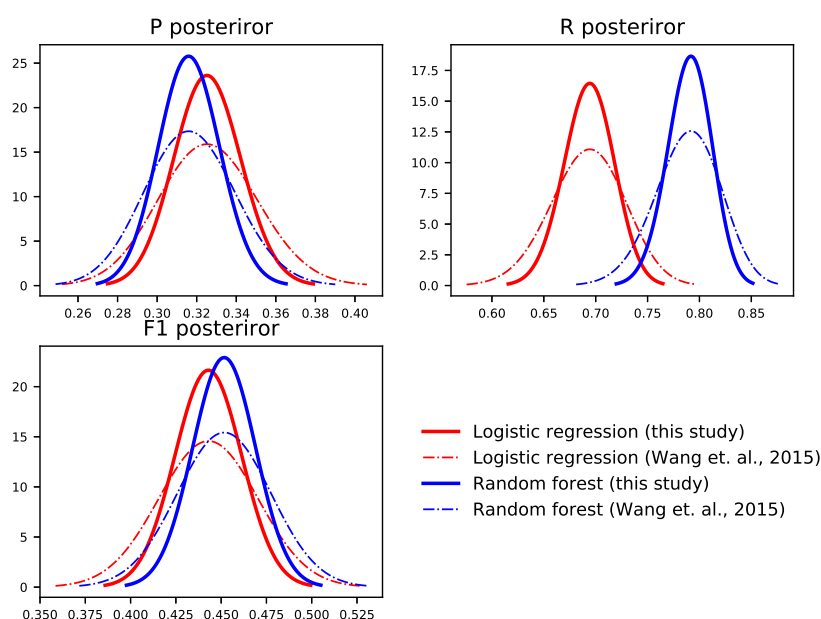 P posteriror
25
20
15
10
5
0
0.26 0.28 0.30 0.32 0.34 0.36 0.38 0.40
R posteriror
17.5
15.0
12.5
10.0
7.5
5.0
2.5
0.0
0.60 0.65 0.70 0.75 0.80 0.85
F1 posteriror
20
15
10
5
0
0.350 0.375 0.400 0.425 0.450 0.475 0.500 0.525
Logistic regression (this study)
Logistic regression (Wang et. al., 2015)
Random forest (this study)
Random forest (Wang et. al., 2015)